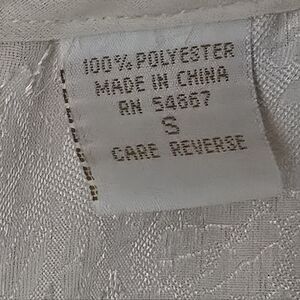 100% POLYESTER
MADE IN CHINA
RN 54867
S
CARE REVERSE